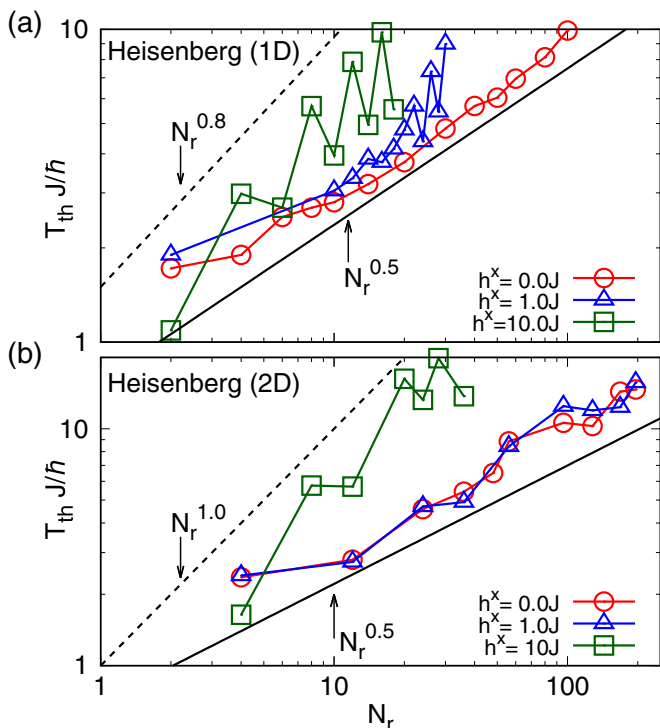 (a)
10
Heisenberg (1D)
N_r^0.8
N_r^0.5
T_th J/ℏ
h^x= 0.0J
h^x= 1.0J
h^x=10.0J
1
(b)
Heisenberg (2D)
10
N_r^1.0
N_r^0.5
T_th J/ℏ
h^x= 0.0J
h^x= 1.0J
h^x= 10J
1
1 10 100
N_r